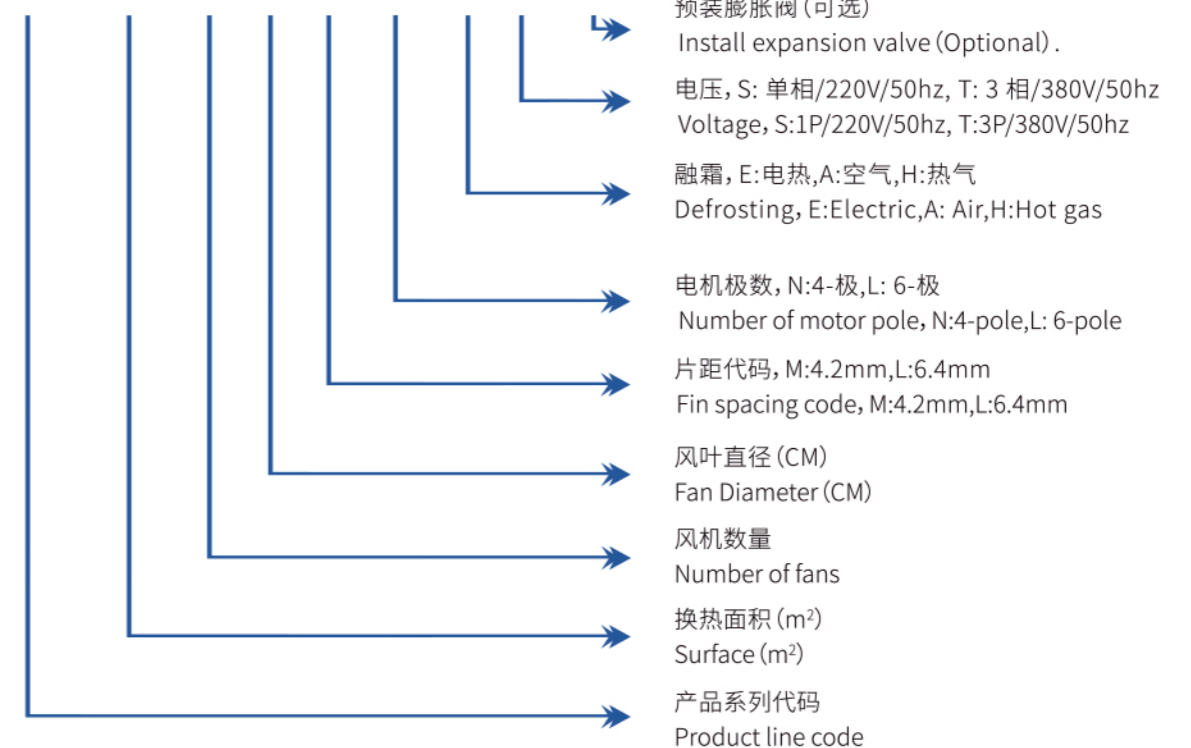 预装膨胀阀（可选）
Install expansion valve（Optional）.
电压，S: 单相/220V/50hz, T: 3 相/380V/50hz
Voltage，S:1P/220V/50hz, T:3P/380V/50hz
融霜，E:电热,A:空气,H:热气
Defrosting，E:Electric,A: Air,H:Hot gas
电机极数，N:4-极,L: 6-极
Number of motor pole，N:4-pole,L: 6-pole
片距代码，M:4.2mm,L:6.4mm
Fin spacing code，M:4.2mm,L:6.4mm
风叶直径（CM）
Fan Diameter（CM）
风机数量
Number of fans
换热面积（m²）
Surface（m²）
产品系列代码
Product line code